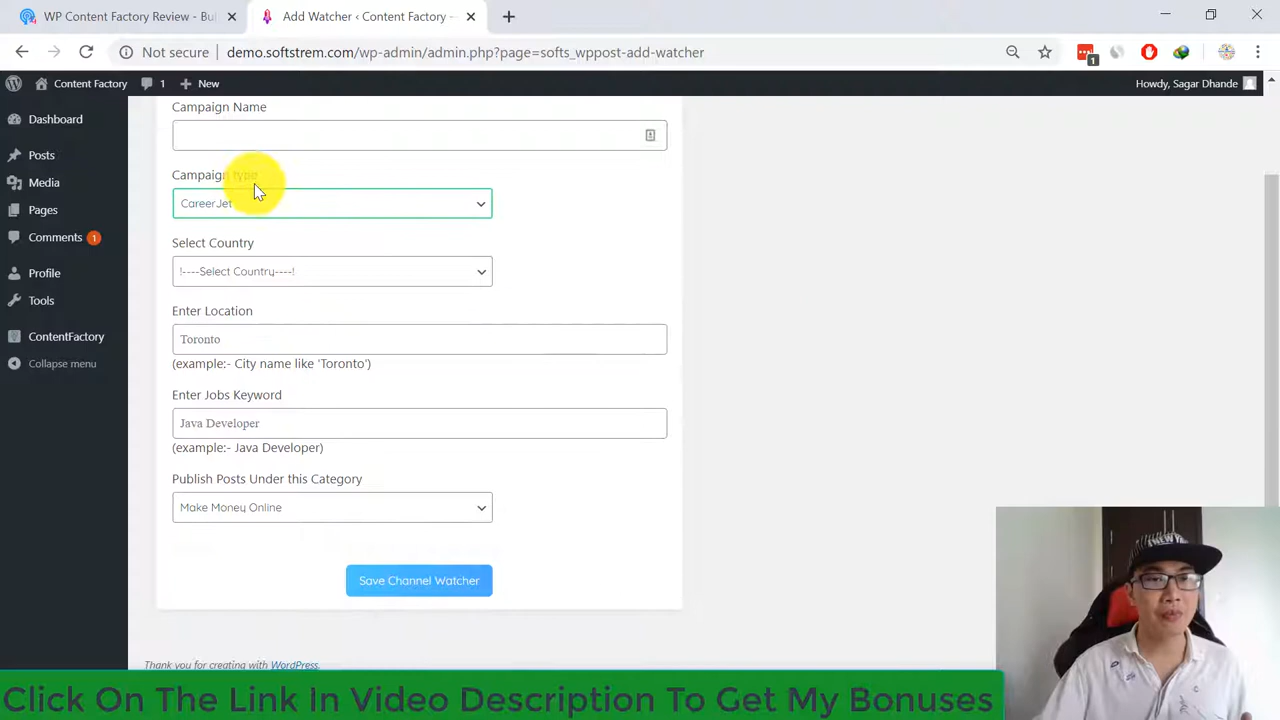 WP Content Factory Review - Bu
Add Watcher ‹ Content Factory —
Not secure
demo.softstrem.com/wp-admin/admin.php?page=softs_wppost-add-watcher
1
Content Factory
1
New
Howdy, Sagar Dhande
Dashboard
Posts
Media
Pages
Comments 1
Profile
Tools
ContentFactory
Collapse menu
Campaign Name
Campaign type
CareerJet
Select Country
!----Select Country----!
Enter Location
Toronto
(example:- City name like 'Toronto')
Enter Jobs Keyword
Java Developer
(example:- Java Developer)
Publish Posts Under this Category
Make Money Online
Save Channel Watcher
Thank you for creating with WordPress.
Click On The Link In Video Description To Get My Bonuses